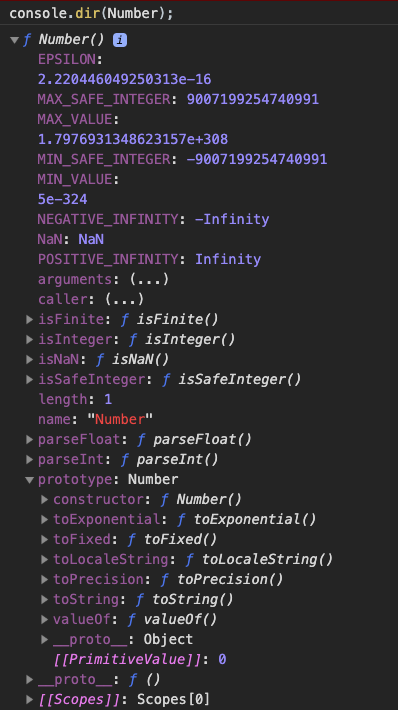 console.dir(Number);
ƒ Number() i
EPSILON:
2.220446049250313e-16
MAX_SAFE_INTEGER: 9007199254740991
MAX_VALUE:
1.7976931348623157e+308
MIN_SAFE_INTEGER: -9007199254740991
MIN_VALUE:
5e-324
NEGATIVE_INFINITY: -Infinity
NaN: NaN
POSITIVE_INFINITY: Infinity
arguments: (...)
caller: (...)
isFinite: ƒ isFinite()
isInteger: ƒ isInteger()
isNaN: ƒ isNaN()
isSafeInteger: ƒ isSafeInteger()
length: 1
name: "Number"
parseFloat: ƒ parseFloat()
parseInt: ƒ parseInt()
prototype: Number
constructor: ƒ Number()
toExponential: ƒ toExponential()
toFixed: ƒ toFixed()
toLocaleString: ƒ toLocaleString()
toPrecision: ƒ toPrecision()
toString: ƒ toString()
valueOf: ƒ valueOf()
__proto__: Object
[[PrimitiveValue]]: 0
__proto__: ƒ ()
[[Scopes]]: Scopes[0]